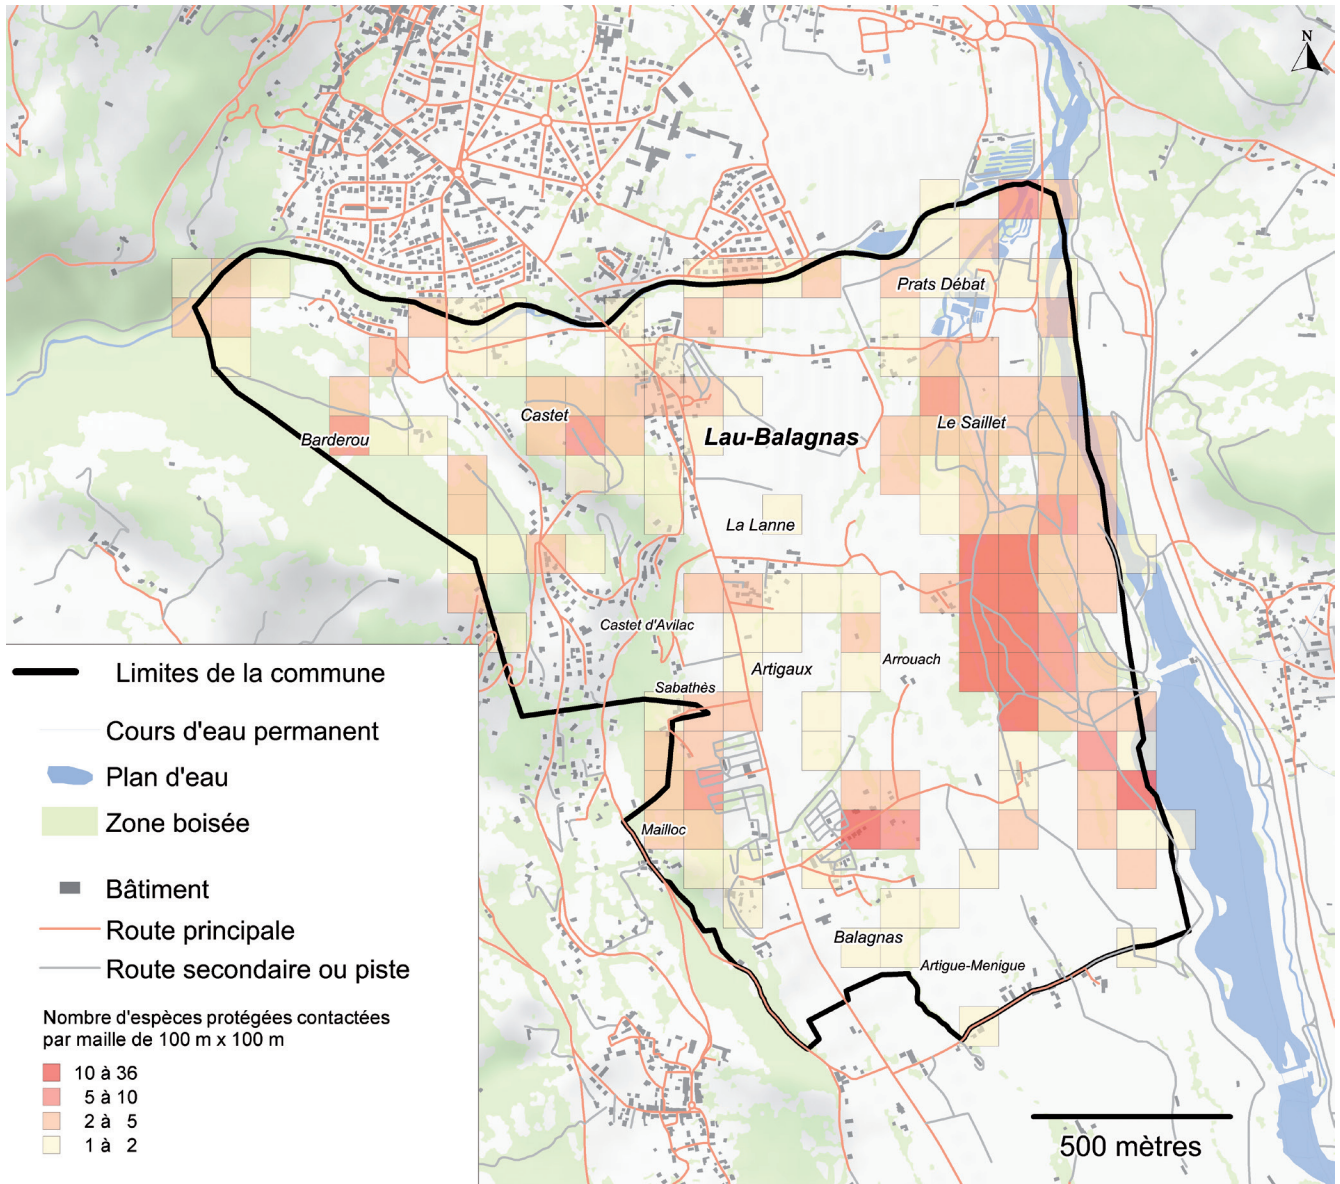 N
Prats Débat
Castet
Le Saillet
Barderou
Lau-Balagnas
La Lanne
Castet d'Avilac
Artigaux
Arrouach
Sabathès
Mailloc
Balagnas
Artigue-Menigue
500 mètres
Limites de la commune
Cours d'eau permanent
Plan d'eau
Zone boisée
Bâtiment
Route principale
Route secondaire ou piste
Nombre d'espèces protégées contactées
par maille de 100 m x 100 m
10 à 36
5 à 10
2 à 5
1 à 2